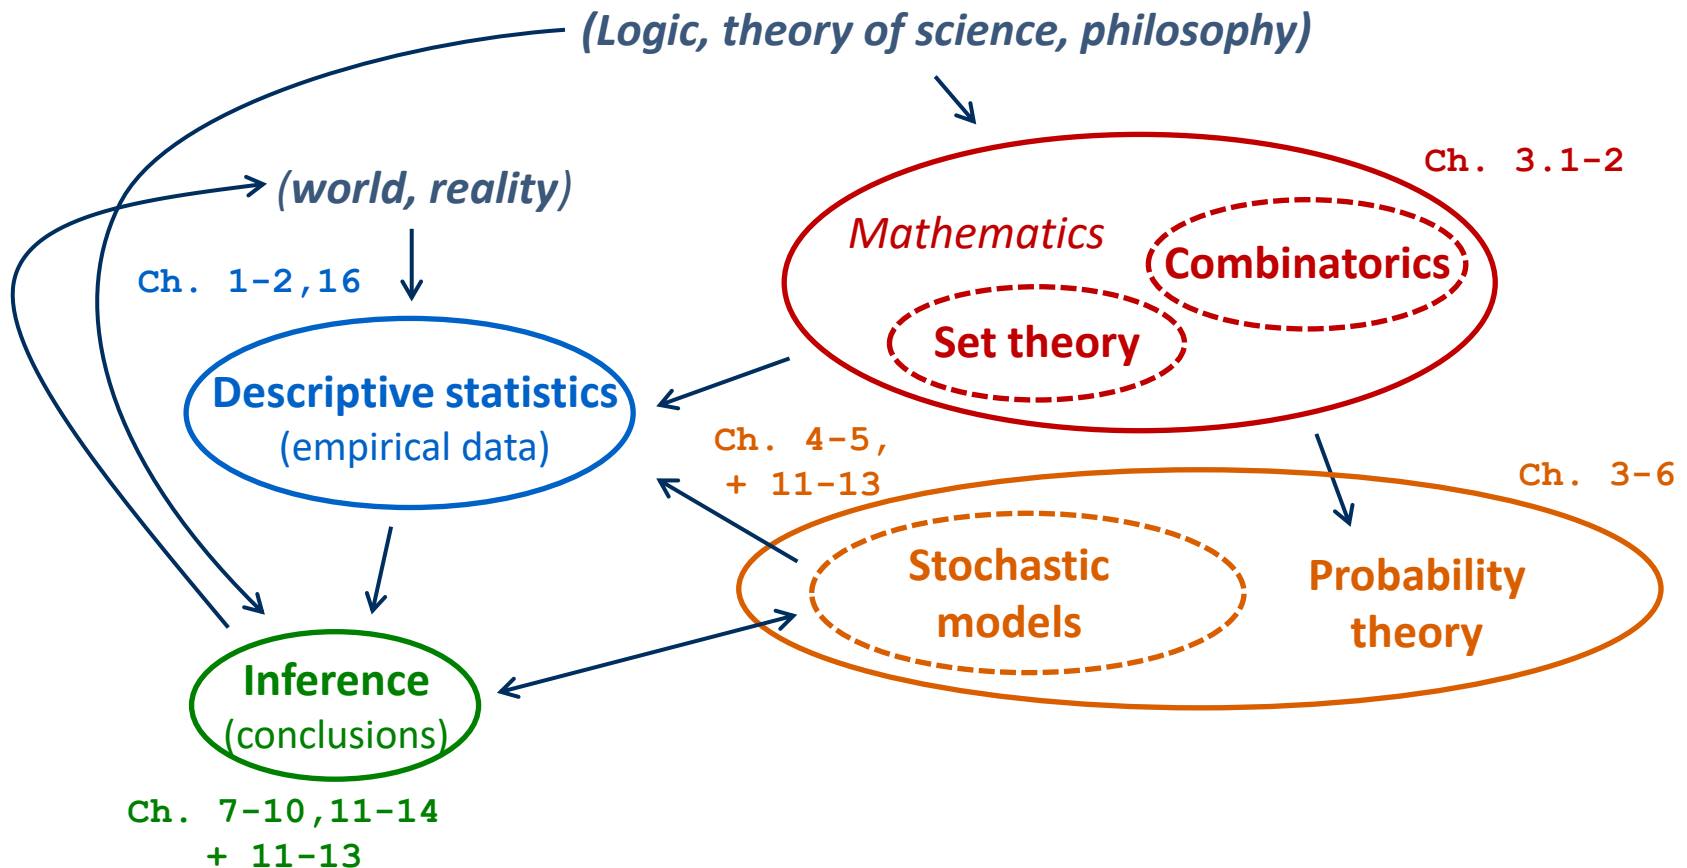 (Logic, theory of science, philosophy)
Ch. 3.1-2
(world, reality)
Mathematics
Combinatorics
Ch. 1-2,16
Set theory
Descriptive statistics
(empirical data)
Ch. 4-5,
+ 11-13
Ch. 3-6
Stochastic
models
Probability
theory
Inference
(conclusions)
Ch. 7-10,11-14
+ 11-13